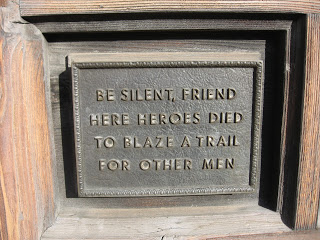 BE SILENT, FRIEND
HERE HEROES DIED
TO BLAZE A TRAIL
FOR OTHER MEN